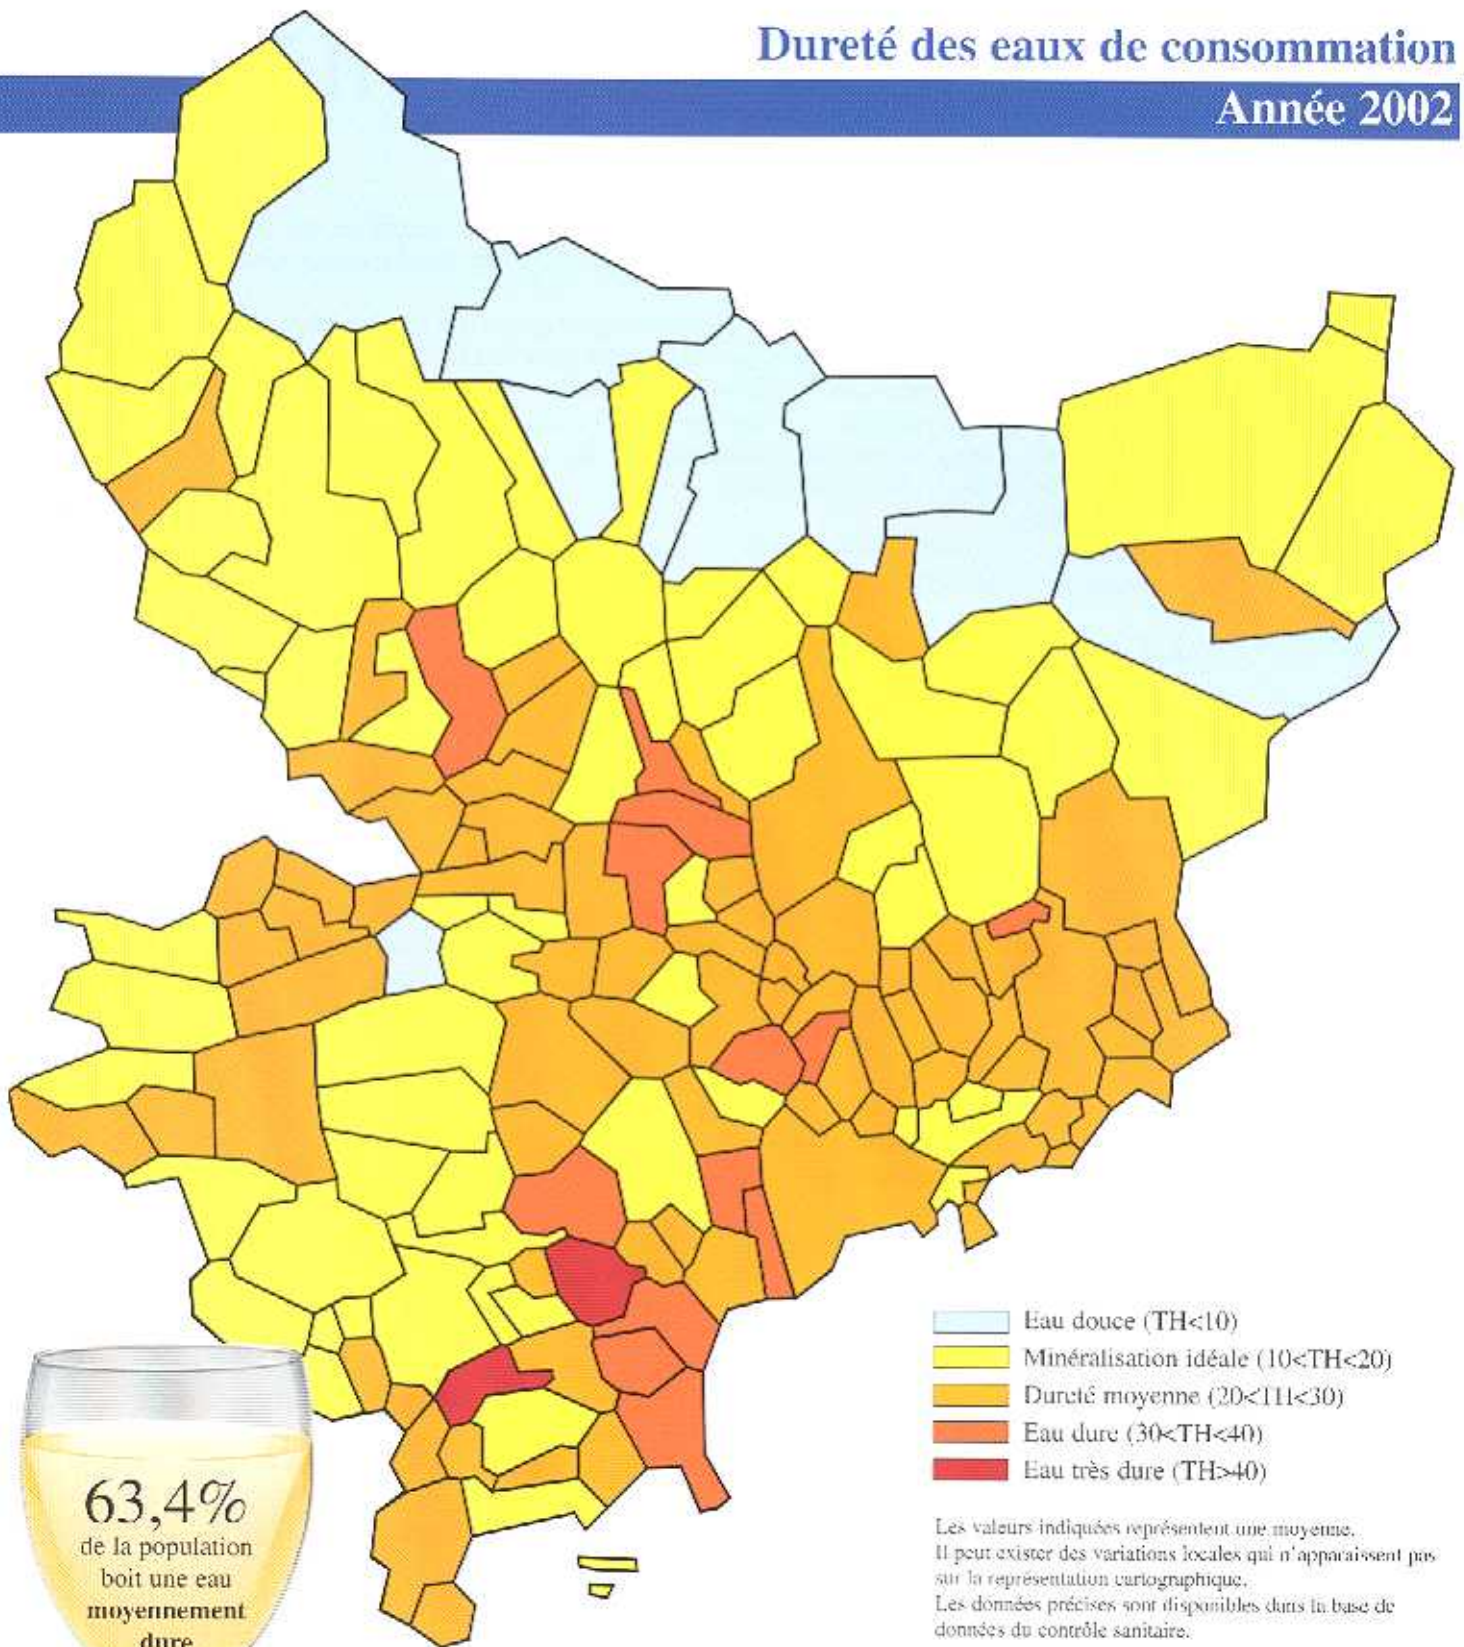 Dureté des eaux de consommation
Année 2002
Eau douce (TH<10)
Minéralisation idéale (10<TH<20)
Dureté moyenne (20<TH<30)
Eau dure (30<TH<40)
Eau très dure (TH>40)
Les valeurs indiquées représentent une moyenne.
Il peut exister des variations locales qui n'apparaissent pas
sur la représentation cartographique.
Les données précises sont disponibles dans la base de
données du contrôle sanitaire.
63,4%
de la population
boit une eau
moyennement
dure